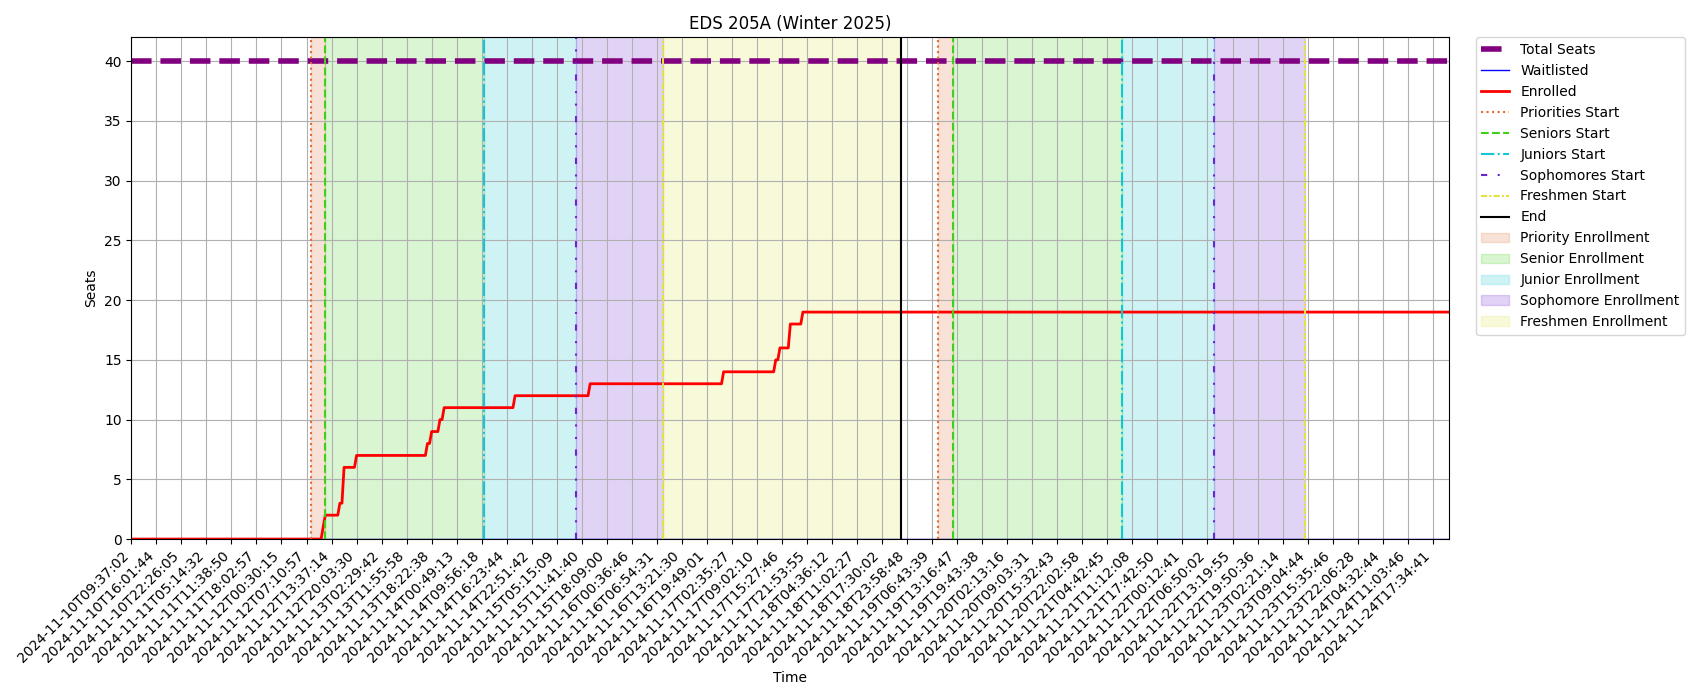 EDS 205A (Winter 2025)
Seats
40
35
30
25
20
15
10
5
0
2024-11-10T09:37:02
2024-11-10T16:01:44
2024-11-10T22:26:05
2024-11-11T05:14:32
2024-11-11T11:38:50
2024-11-11T18:02:57
2024-11-12T00:30:15
2024-11-12T07:10:57
2024-11-12T13:37:14
2024-11-12T20:03:30
2024-11-13T02:29:42
2024-11-13T11:55:58
2024-11-13T18:22:38
2024-11-14T00:49:13
2024-11-14T09:56:18
2024-11-14T16:23:44
2024-11-14T22:51:42
2024-11-15T05:15:09
2024-11-15T11:41:40
2024-11-15T18:09:00
2024-11-16T00:36:46
2024-11-16T06:54:31
2024-11-16T13:21:30
2024-11-16T19:49:01
2024-11-17T02:35:27
2024-11-17T09:02:10
2024-11-17T15:27:46
2024-11-17T21:53:55
2024-11-18T04:36:12
2024-11-18T11:02:27
2024-11-18T17:30:02
2024-11-18T23:58:48
2024-11-19T06:43:39
2024-11-19T13:16:47
2024-11-19T19:43:38
2024-11-20T02:13:16
2024-11-20T09:03:31
2024-11-20T15:32:43
2024-11-20T22:02:58
2024-11-21T04:42:45
2024-11-21T11:12:08
2024-11-21T17:42:50
2024-11-22T00:12:41
2024-11-22T06:50:02
2024-11-22T13:19:55
2024-11-22T19:50:36
2024-11-23T02:21:14
2024-11-23T09:04:44
2024-11-23T15:35:46
2024-11-23T22:06:28
2024-11-24T04:32:44
2024-11-24T11:03:46
2024-11-24T17:34:41
Time
Total Seats
Waitlisted
Enrolled
Priorities Start
Seniors Start
Juniors Start
Sophomores Start
Freshmen Start
End
Priority Enrollment
Senior Enrollment
Junior Enrollment
Sophomore Enrollment
Freshmen Enrollment